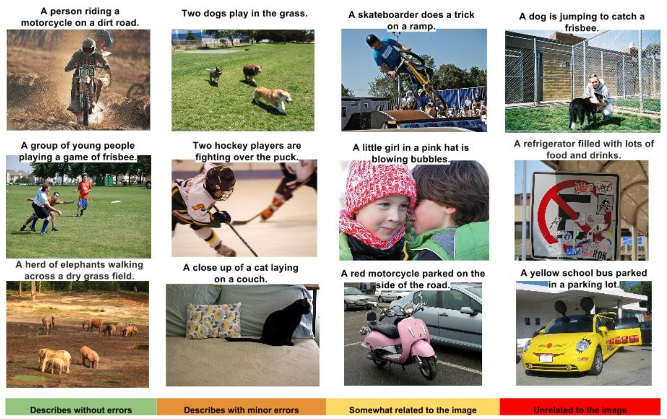 A person riding a
motorcycle on a dirt road.
Two dogs play in the grass.
A skateboarder does a trick
on a ramp.
A dog is jumping to catch a
frisbee.
A group of young people
playing a game of frisbee.
Two hockey players are
fighting over the puck.
A little girl in a pink hat is
blowing bubbles.
A refrigerator filled with lots of
food and drinks.
A herd of elephants walking
across a dry grass field.
A close up of a cat laying
on a couch.
A red motorcycle parked on the
side of the road.
A yellow school bus parked
in a parking lot.
Describes without errors
Describes with minor errors
Somewhat related to the image
Unrelated to the image